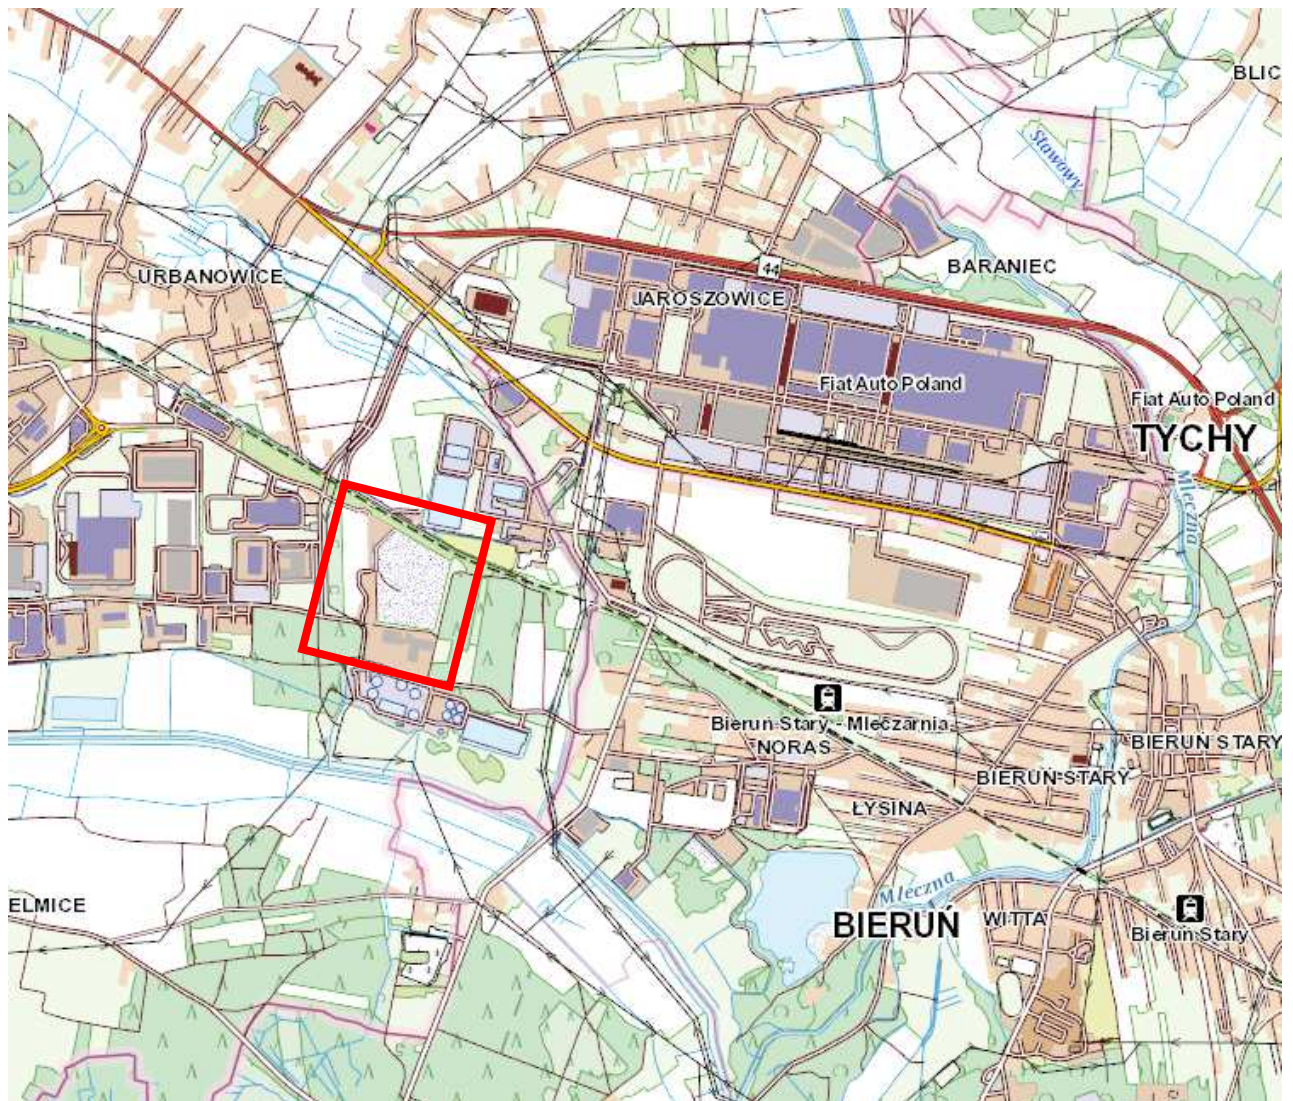 BLIC
Stawowy
URBANOWICE
BARANIEC
44
JAROSZOWICE
Fiat Auto Poland
Fiat Auto Poland
TYCHY
Mleczna
Bieruń Stary - Mleczarnia
NORAS
BIERUŃ STARY
BIERUŃ STARY
ŁYSINA
ELMICE
Mleczna
BIERUŃ
WITTA
Bieruń Stary